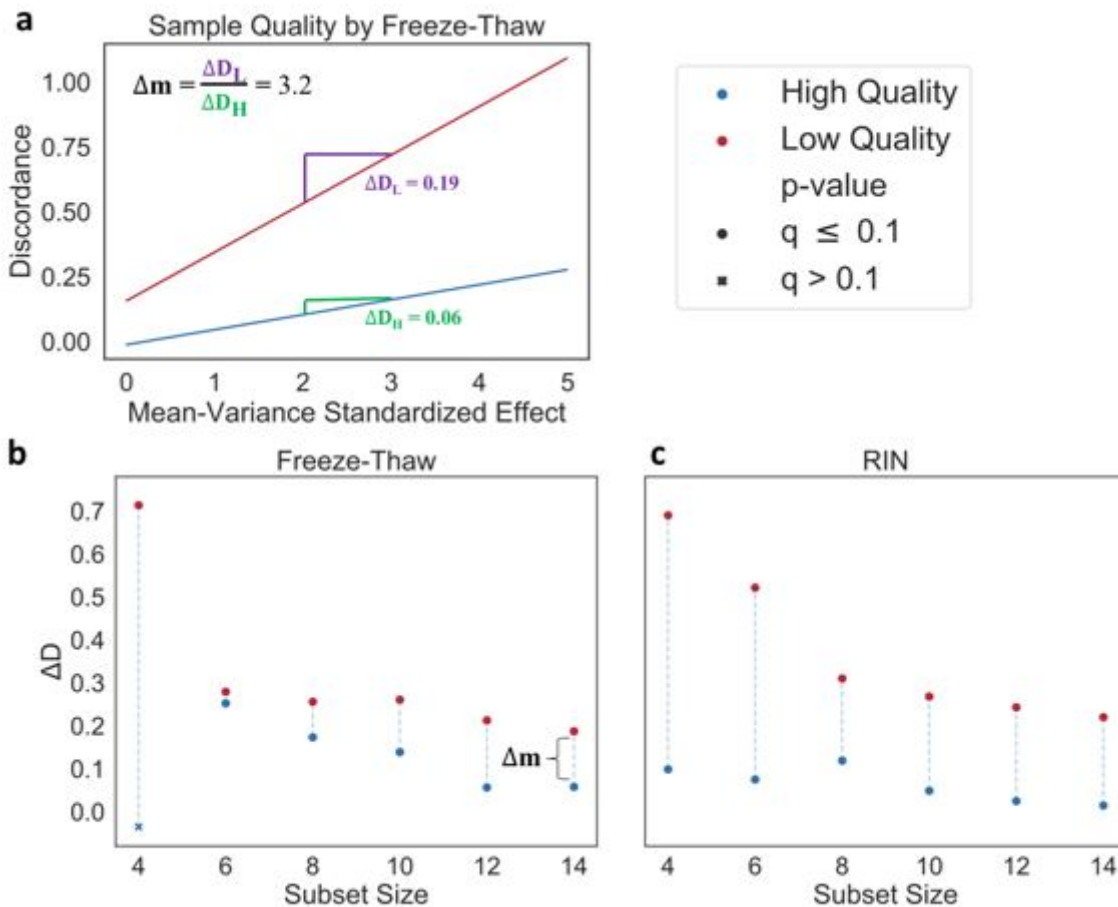 a
Sample Quality by Freeze-Thaw
Δm = ΔD_L / ΔD_H = 3.2
1.00
0.75
0.50
0.25
0.00
Discordance
ΔD_L = 0.19
ΔD_H = 0.06
0 1 2 3 4 5
Mean-Variance Standardized Effect
High Quality
Low Quality
p-value
q ≤ 0.1
q > 0.1
b
Freeze-Thaw
0.7
0.6
0.5
0.4
0.3
0.2
0.1
0.0
ΔD
Δm
4 6 8 10 12 14
Subset Size
c
RIN
4 6 8 10 12 14
Subset Size